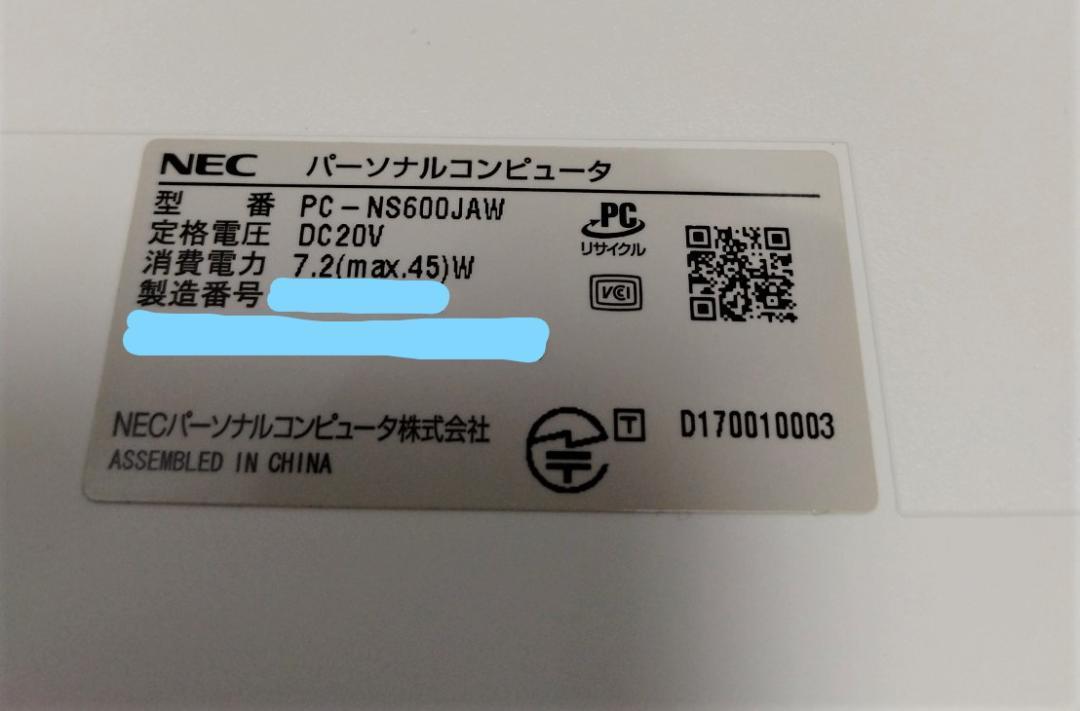 NEC パーソナルコンピュータ
型 番 PC-NS600JAW
定格電圧 DC20V
消費電力 7.2(max.45)W
製造番号
PC
リサイクル
VCI
NECパーソナルコンピュータ株式会社
ASSEMBLED IN CHINA
T D170010003